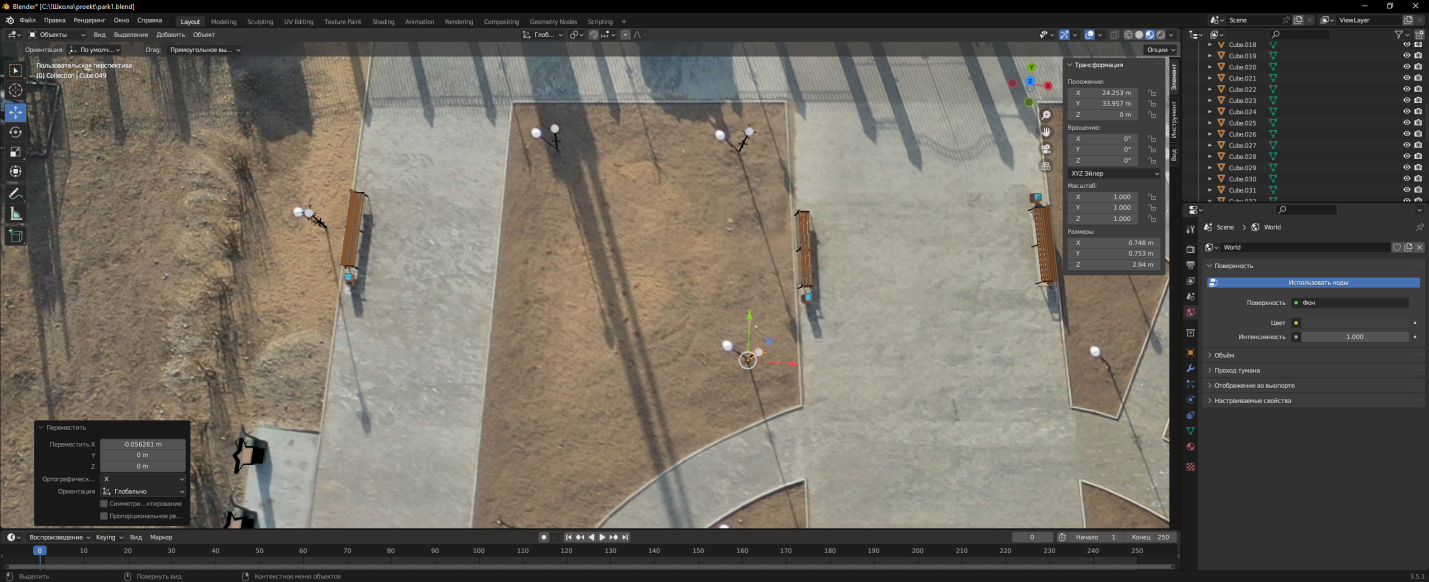 Blender* [C:\!Школа\proekt\park1.blend]
Файл Правка Рендеринг Окно Справка Layout Modeling Sculpting UV Editing Texture Paint Shading Animation Rendering Compositing Geometry Nodes Scripting + Scene ViewLayer
Объекты Вид Выделение Добавить Объект Глоб...
Ориентация: По умолч... Drag: Прямоугольное вы... Опции
Пользовательская перспектива
(0) Collection | Cube.049
Y
Z
X
Трансформация
Положение:
X 24.253 m
Y 33.957 m
Z 0 m
Вращение:
X 0°
Y 0°
Z 0°
XYZ Эйлер
Масштаб:
X 1.000
Y 1.000
Z 1.000
Размеры:
X 0.748 m
Y 0.753 m
Z 2.94 m
Элемент
Инструмент
Вид
Cube.018
Cube.019
Cube.020
Cube.021
Cube.022
Cube.023
Cube.024
Cube.025
Cube.026
Cube.027
Cube.028
Cube.029
Cube.030
Cube.031
Scene > World
World
Поверхность
Использовать ноды
Поверхность Фон
Цвет
Интенсивность 1.000
Объём
Проход тумана
Отображение во вьюпорте
Настраиваемые свойства
Переместить
Переместить X -0.056261 m
Y 0 m
Z 0 m
Ортографическ... X
Ориентация Глобально
Симметри...ктирование
Пропорциональное ре...
Воспроизведение Keying Вид Маркер 0 Начало 1 Конец 250
0 10 20 30 40 50 60 70 80 90 100 110 120 130 140 150 160 170 180 190 200 210 220 230 240 250
Выделить Повернуть вид Контекстное меню объектов 3.5.1